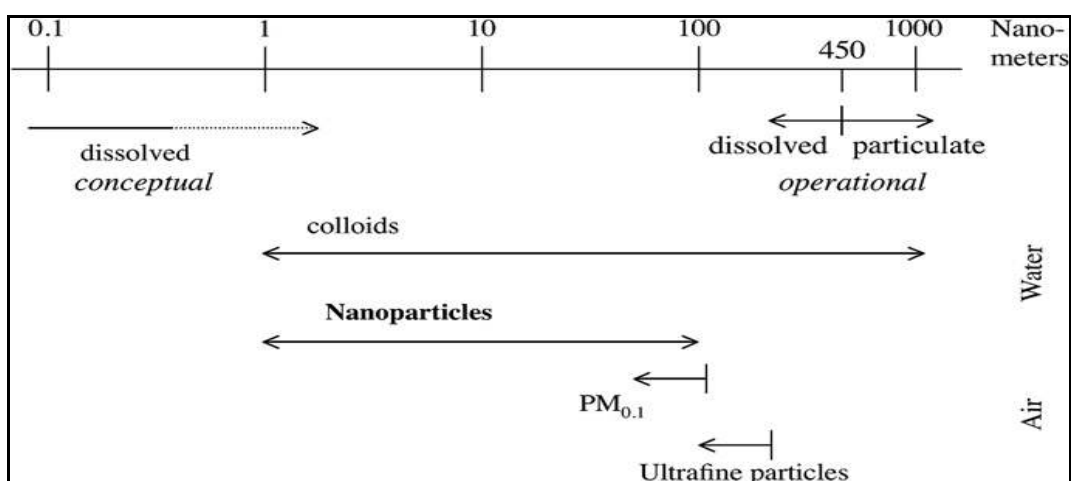 0.1 1 10 100 1000 Nano-
450 meters
dissolved dissolved particulate
conceptual operational
colloids
Water
Nanoparticles
PM0.1
Air
Ultrafine particles